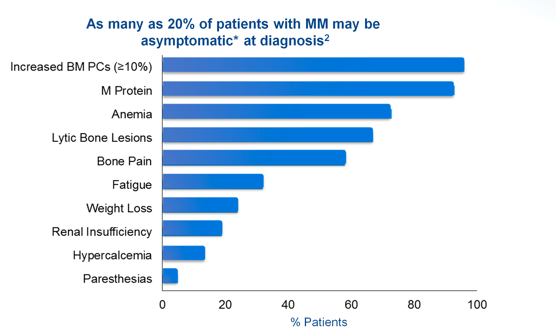 As many as 20% of patients with MM may be
asymptomatic* at diagnosis2
Increased BM PCs (≥10%)
M Protein
Anemia
Lytic Bone Lesions
Bone Pain
Fatigue
Weight Loss
Renal Insufficiency
Hypercalcemia
Paresthesias
0 20 40 60 80 100
% Patients